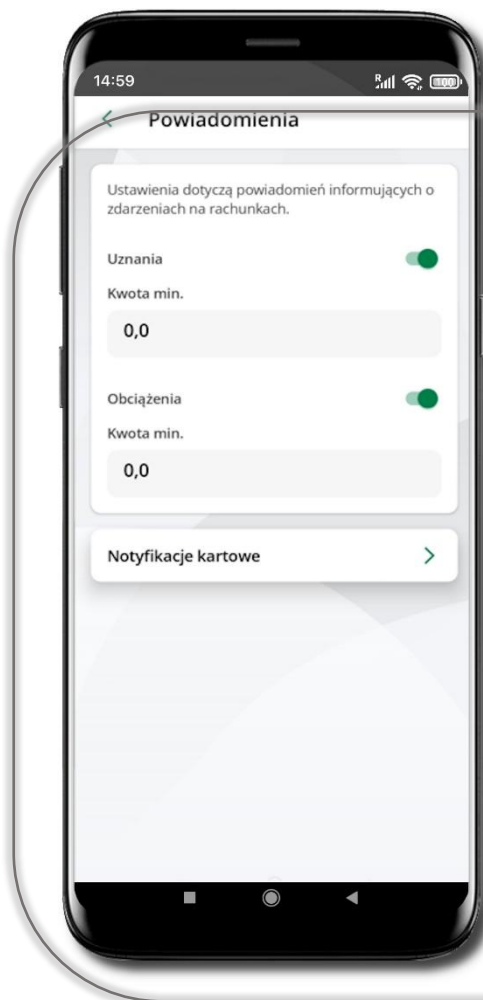 14:59
R
100
Powiadomienia
Ustawienia dotyczą powiadomień informujących o
zdarzeniach na rachunkach.
Uznania
Kwota min.
0,0
Obciążenia
Kwota min.
0,0
Notyfikacje kartowe